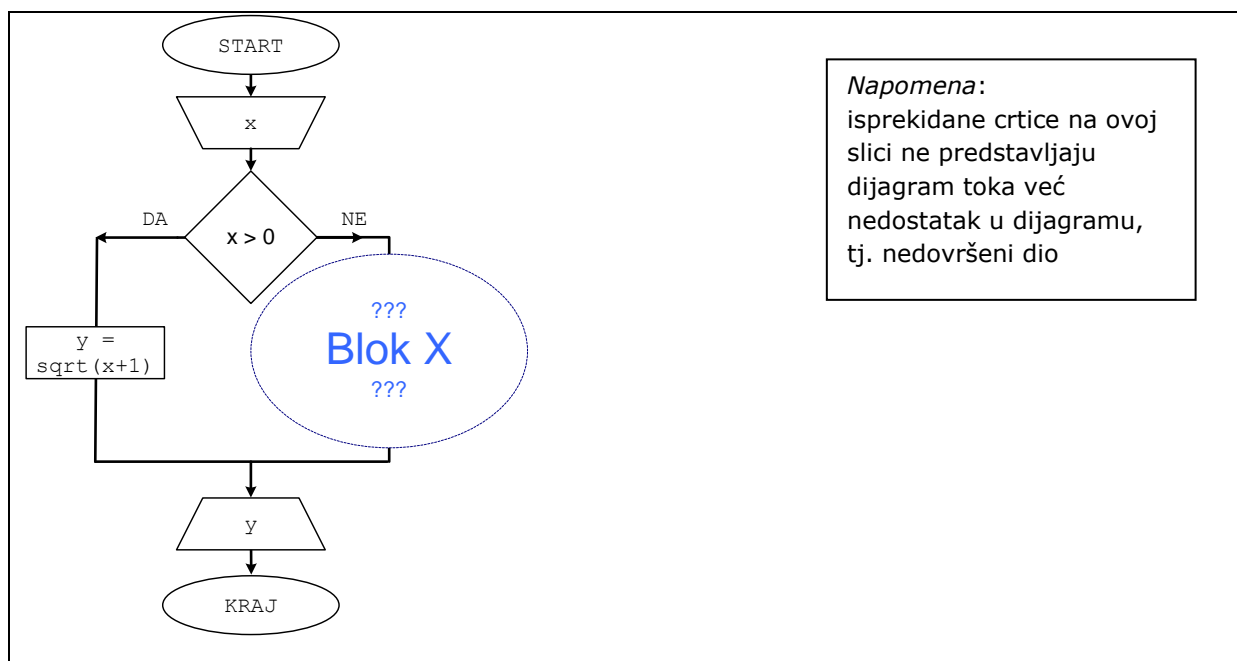 START
x
DA
x > 0
NE
y =
sqrt(x+1)
???
Blok X
???
y
KRAJ
Napomena:
isprekidane crtice na ovoj
slici ne predstavljaju
dijagram toka već
nedostatak u dijagramu,
tj. nedovršeni dio